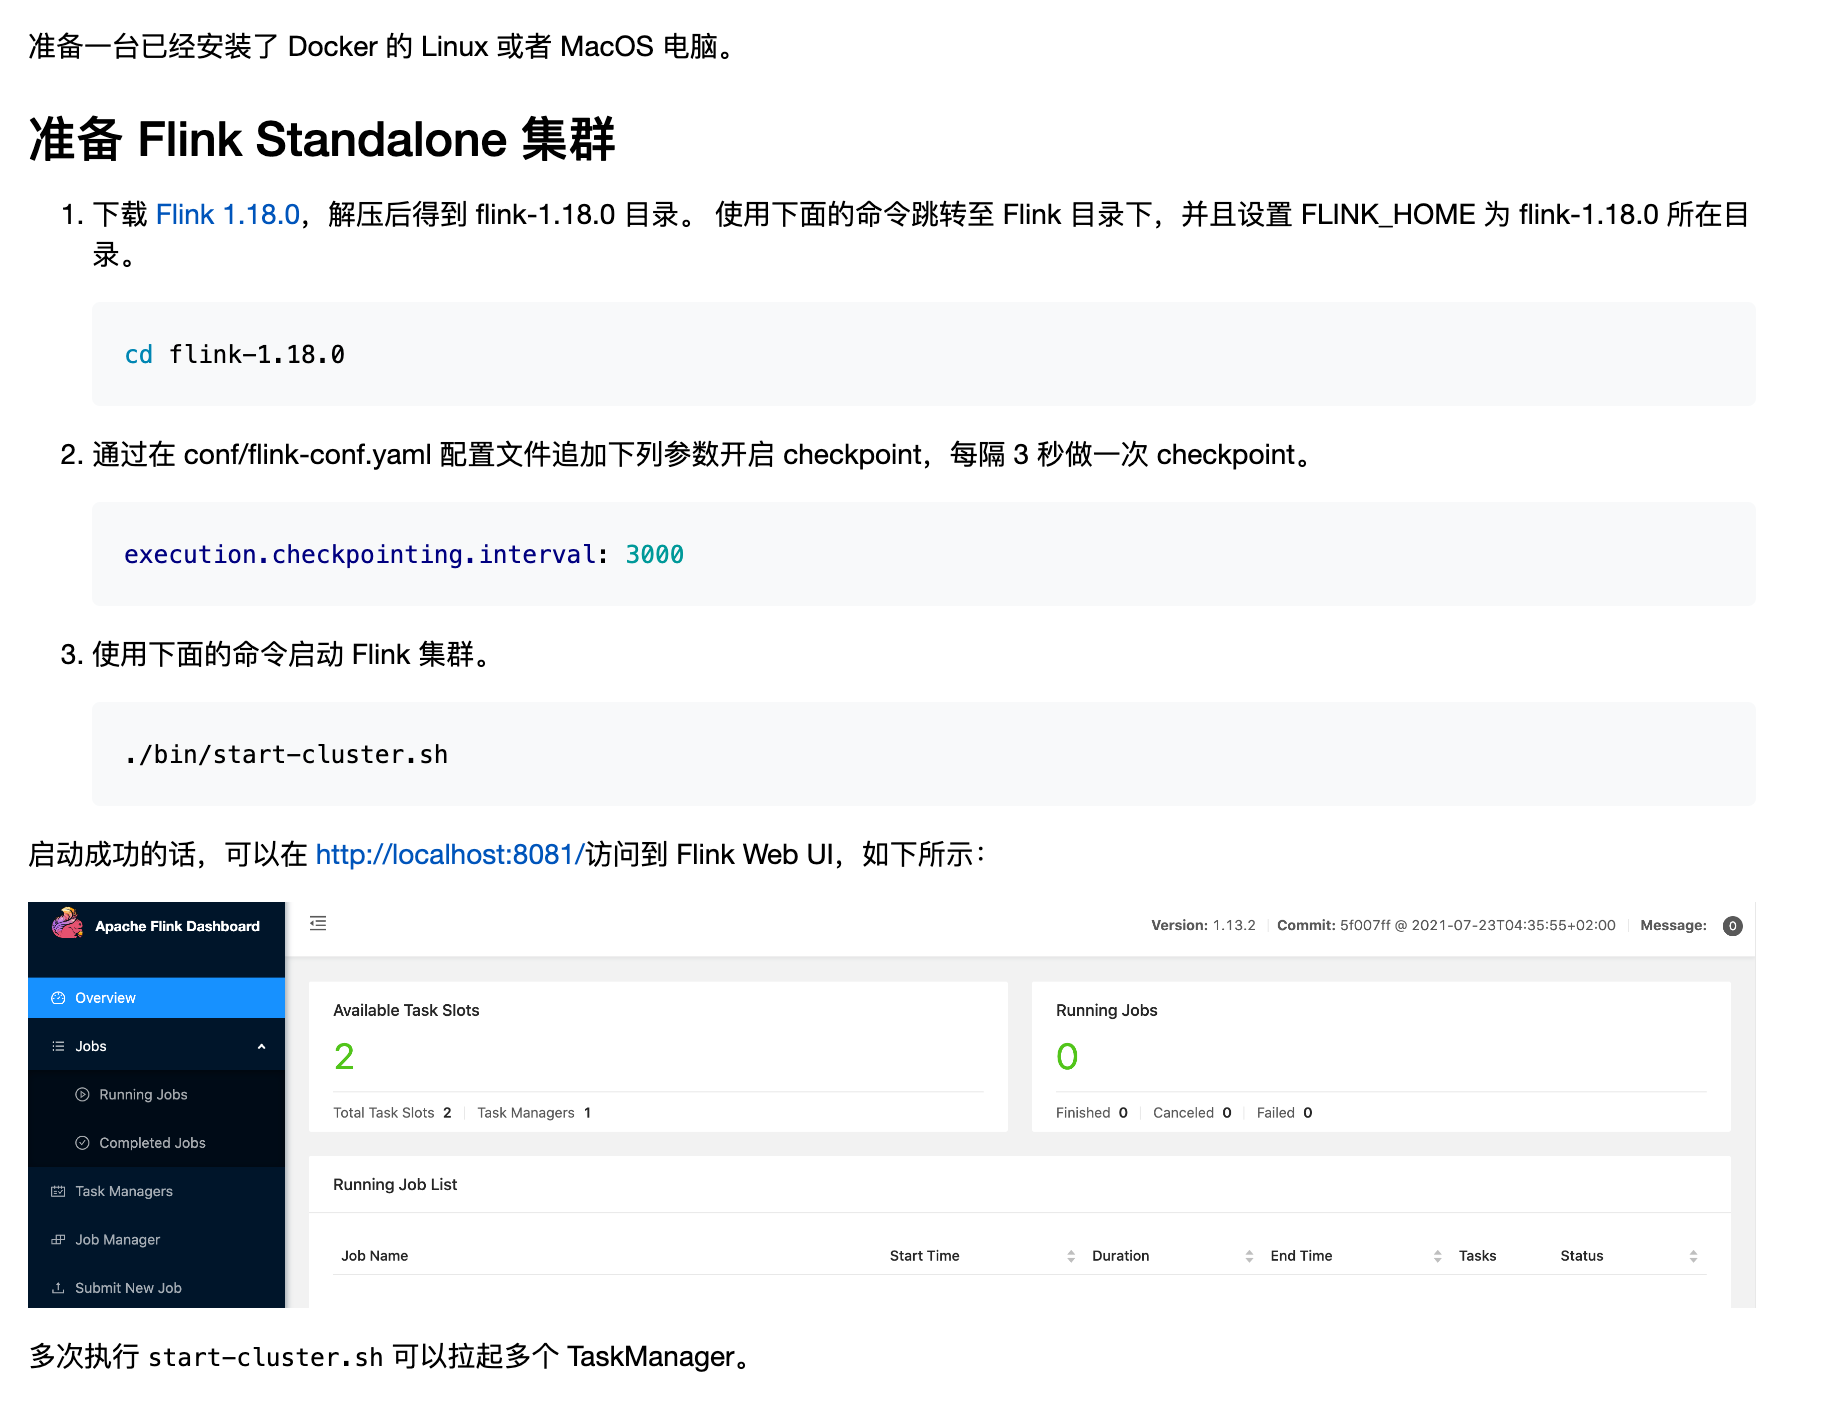 准备一台已经安装了 Docker 的 Linux 或者 MacOS 电脑。
准备 Flink Standalone 集群
1. 下载 Flink 1.18.0，解压后得到 flink-1.18.0 目录。 使用下面的命令跳转至 Flink 目录下，并且设置 FLINK_HOME 为 flink-1.18.0 所在目
录。
cd flink-1.18.0
2. 通过在 conf/flink-conf.yaml 配置文件追加下列参数开启 checkpoint，每隔 3 秒做一次 checkpoint。
execution.checkpointing.interval: 3000
3. 使用下面的命令启动 Flink 集群。
./bin/start-cluster.sh
启动成功的话，可以在 http://localhost:8081/访问到 Flink Web UI，如下所示：
Apache Flink Dashboard
Version: 1.13.2 Commit: 5f007ff @ 2021-07-23T04:35:55+02:00 Message: 0
Overview
Jobs
Running Jobs
Completed Jobs
Task Managers
Job Manager
Submit New Job
Available Task Slots
2
Total Task Slots 2 Task Managers 1
Running Jobs
0
Finished 0 Canceled 0 Failed 0
Running Job List
Job Name Start Time Duration End Time Tasks Status
多次执行 start-cluster.sh 可以拉起多个 TaskManager。